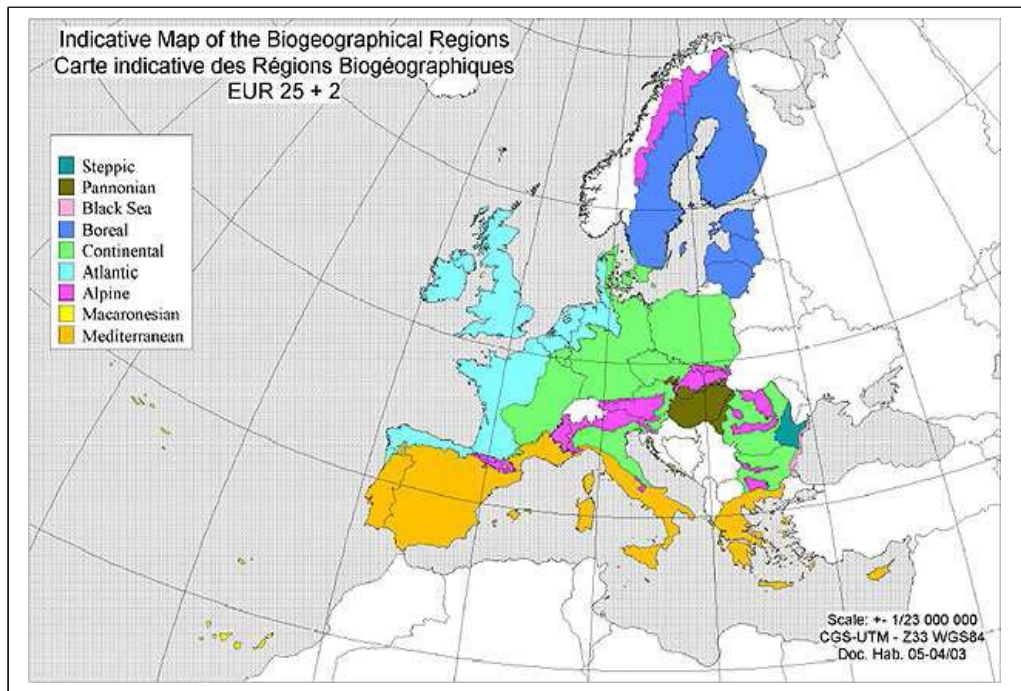 Indicative Map of the Biogeographical Regions
Carte indicative des Régions Biogéographiques
EUR 25 + 2
Steppic
Pannonian
Black Sea
Boreal
Continental
Atlantic
Alpine
Macaronesian
Mediterranean
Scale: +- 1/23 000 000
CGS-UTM - Z33 WGS84
Doc. Hab. 05-04/03